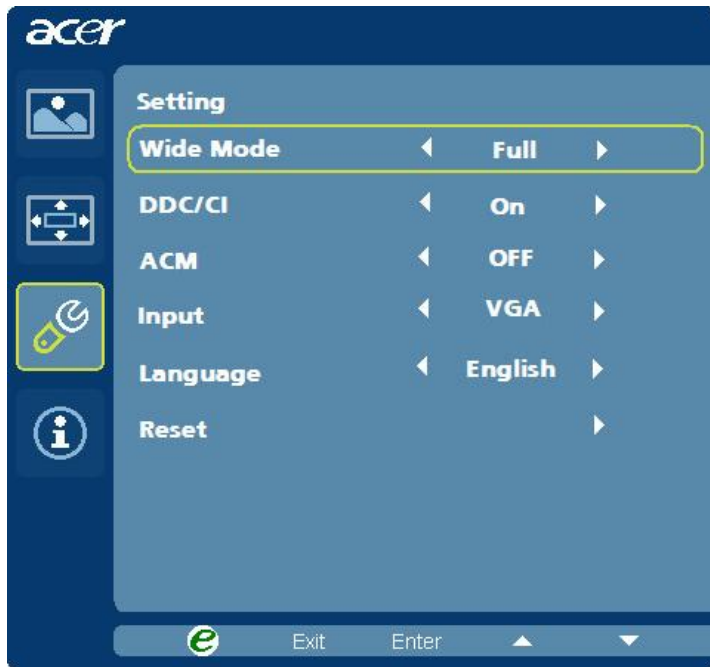 acer
Setting
Wide Mode Full
DDC/CI On
ACM OFF
Input VGA
Language English
Reset
e Exit Enter